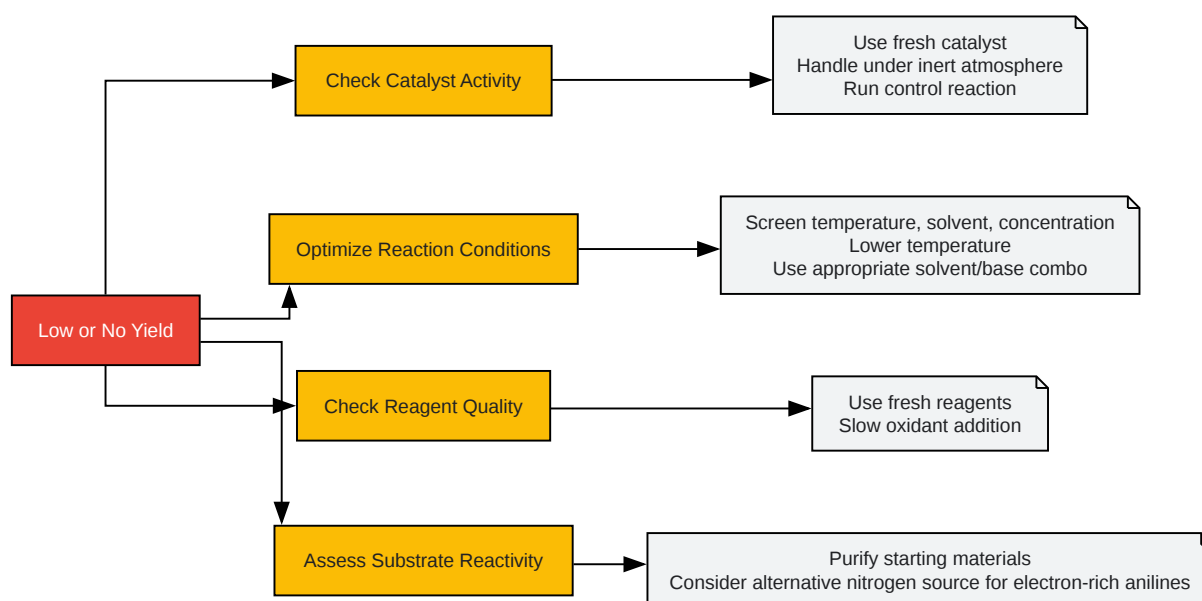 Low or No Yield
Check Catalyst Activity
Use fresh catalyst
Handle under inert atmosphere
Run control reaction
Optimize Reaction Conditions
Screen temperature, solvent, concentration
Lower temperature
Use appropriate solvent/base combo
Check Reagent Quality
Use fresh reagents
Slow oxidant addition
Assess Substrate Reactivity
Purify starting materials
Consider alternative nitrogen source for electron-rich anilines